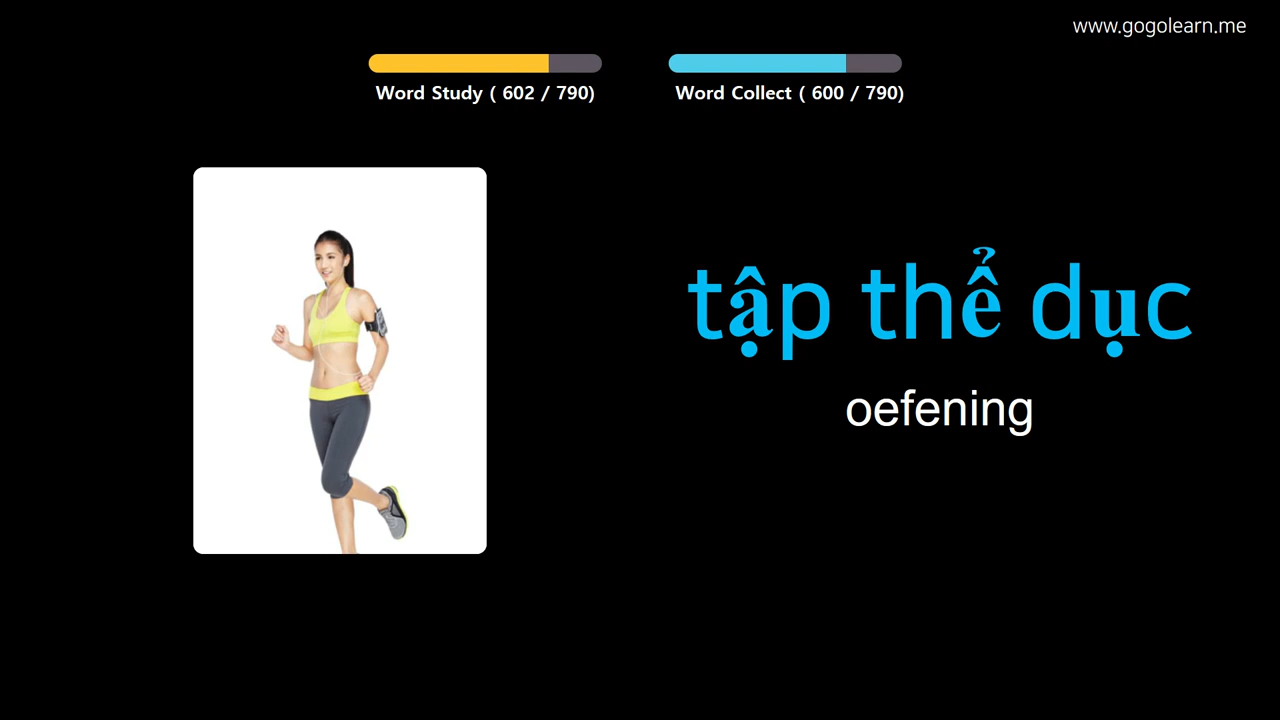 www.gogolearn.me
Word Study ( 602 / 790)
Word Collect ( 600 / 790)
tập thể dục
oefening